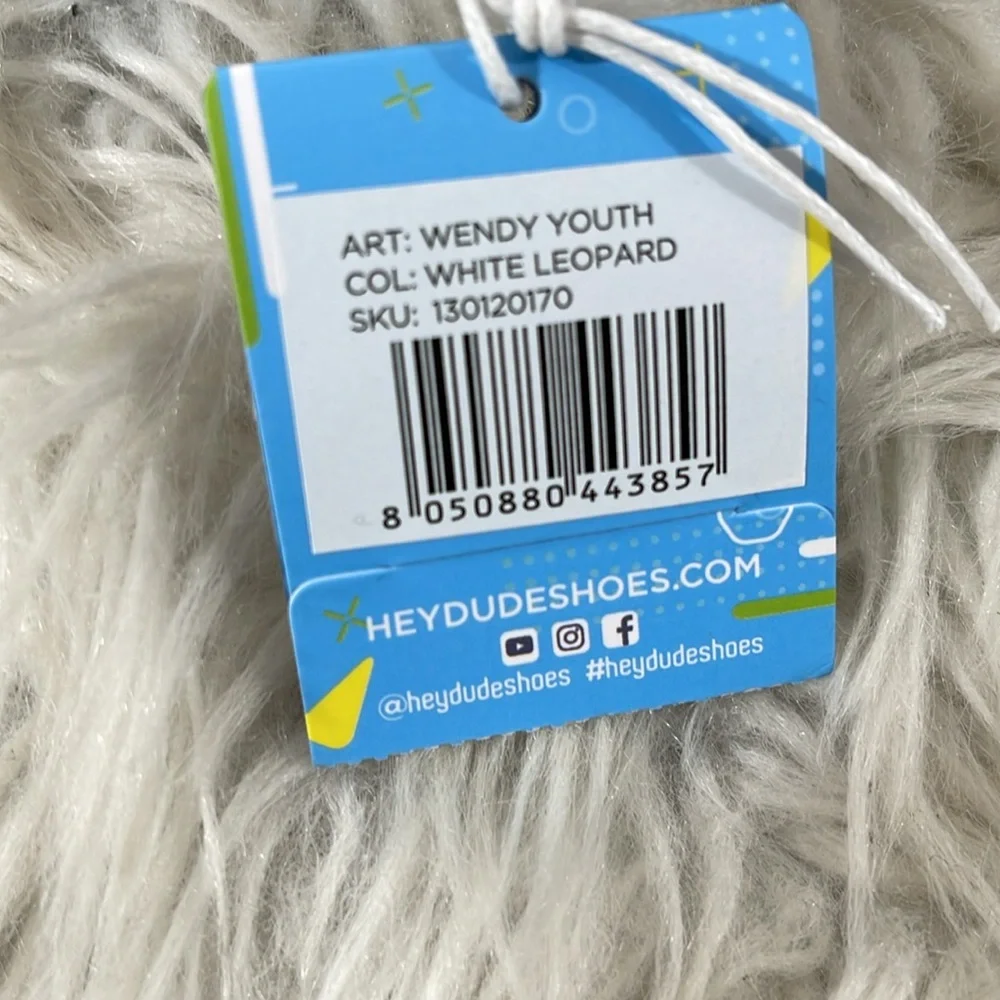 ART: WENDY YOUTH
COL: WHITE LEOPARD
SKU: 130120170
8 050880 443857
HEYDUDESHOES.COM
@heydudeshoes #heydudeshoes